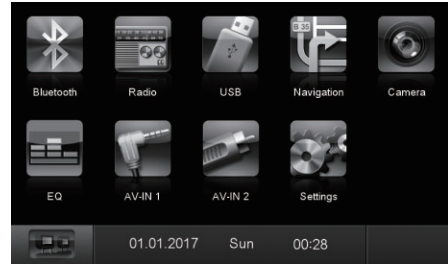 B 35
Bluetooth Radio USB Navigation Camera
EQ AV-IN 1 AV-IN 2 Settings
01.01.2017 Sun 00:28